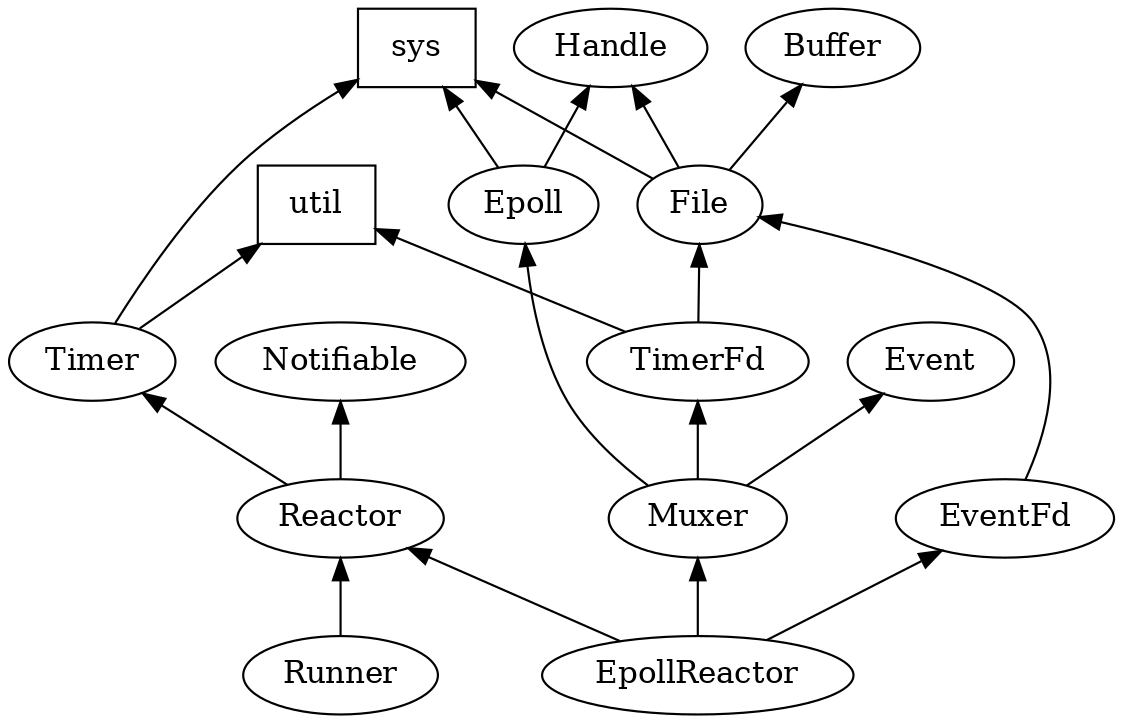 sys
Handle
Buffer
util
Epoll
File
Timer
Notifiable
TimerFd
Event
Reactor
Muxer
EventFd
Runner
EpollReactor